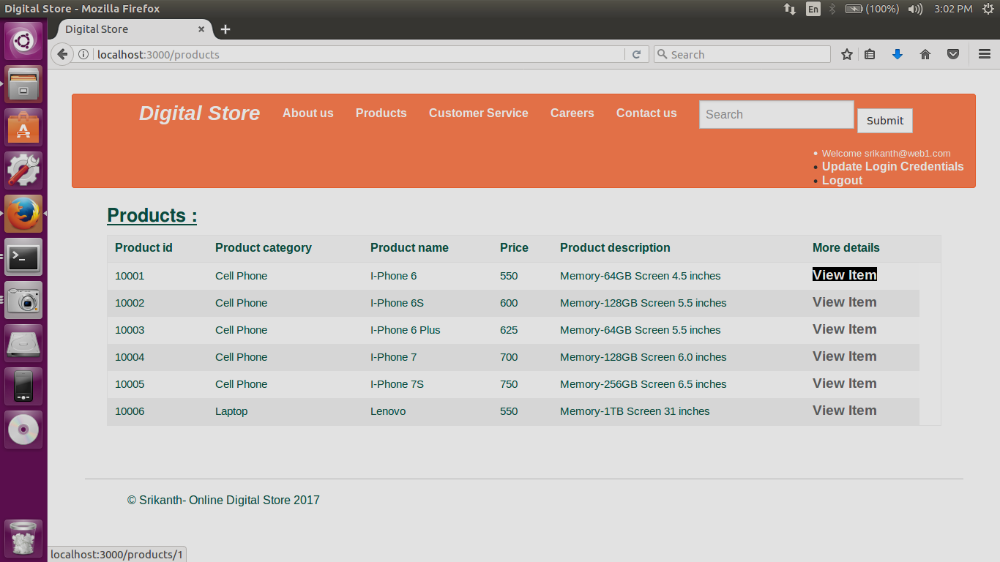 Digital Store - Mozilla Firefox
En
(100%)
3:02 PM
Digital Store
localhost:3000/products
Search
Digital Store About us Products Customer Service Careers Contact us Search Submit
Welcome srikanth@web1.com
Update Login Credentials
Logout
Products :
Product id Product category Product name Price Product description More details
10001 Cell Phone I-Phone 6 550 Memory-64GB Screen 4.5 inches View Item
10002 Cell Phone I-Phone 6S 600 Memory-128GB Screen 5.5 inches View Item
10003 Cell Phone I-Phone 6 Plus 625 Memory-64GB Screen 5.5 inches View Item
10004 Cell Phone I-Phone 7 700 Memory-128GB Screen 6.0 inches View Item
10005 Cell Phone I-Phone 7S 750 Memory-256GB Screen 6.5 inches View Item
10006 Laptop Lenovo 550 Memory-1TB Screen 31 inches View Item
© Srikanth- Online Digital Store 2017
localhost:3000/products/1